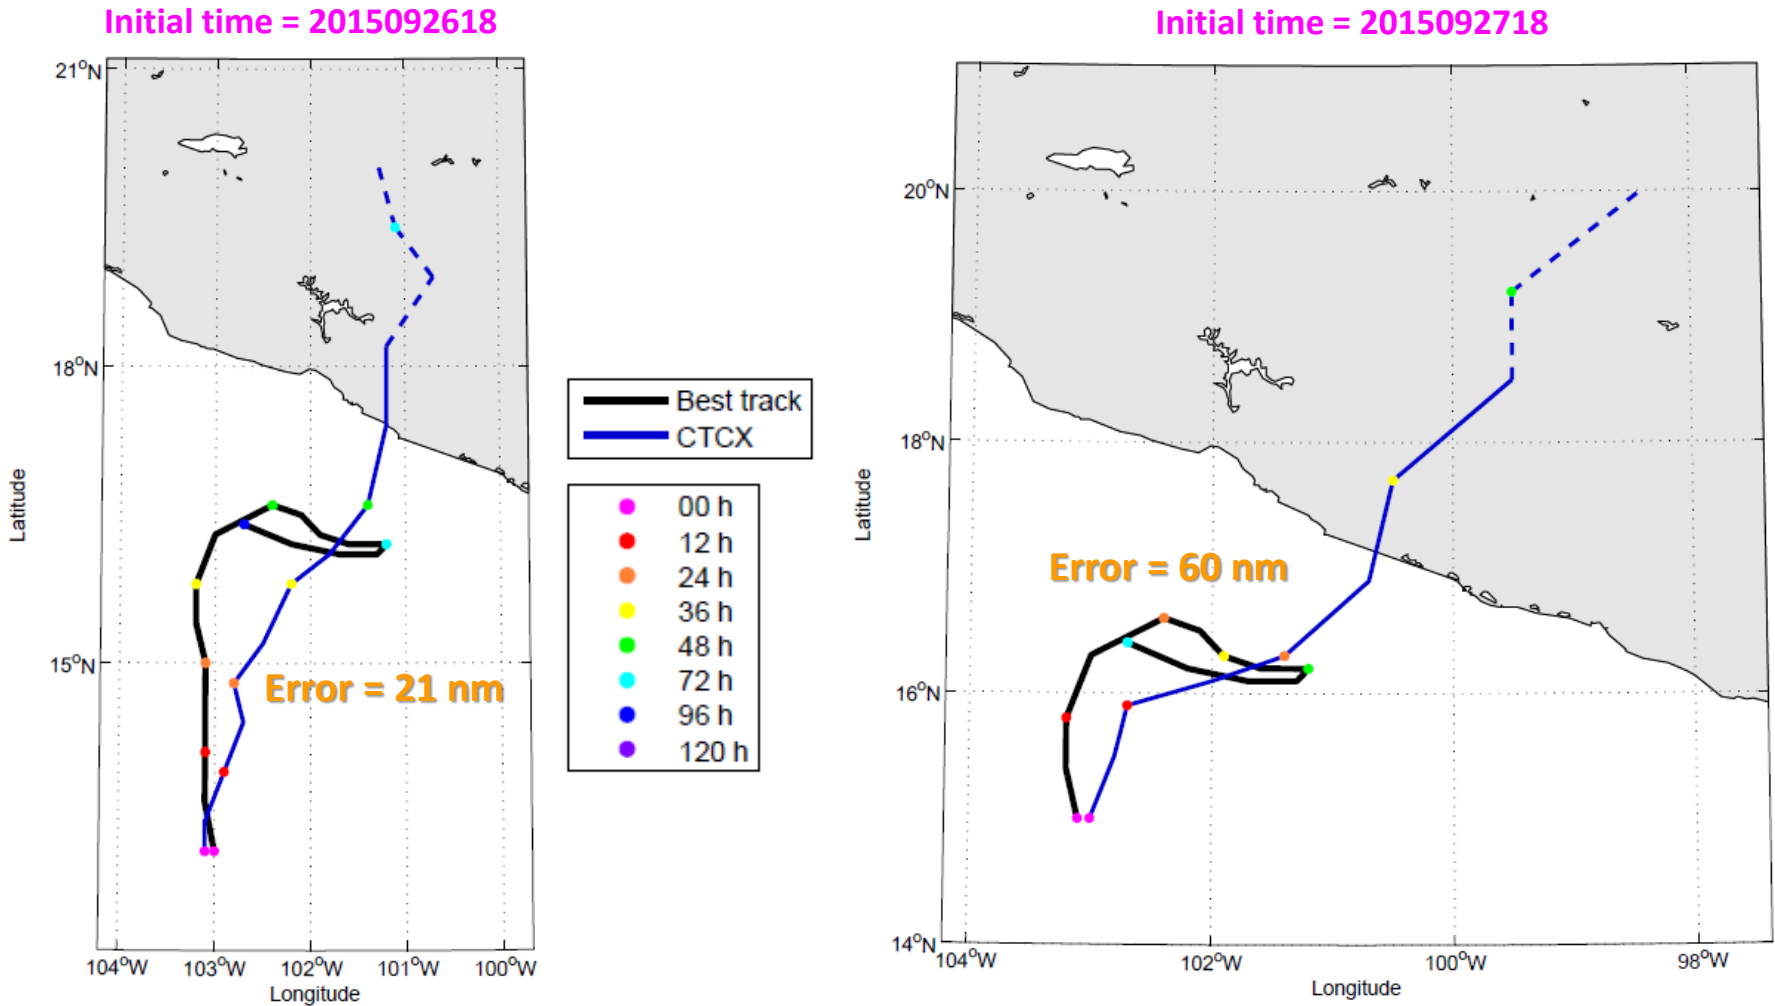 Initial time = 2015092618
21°N
18°N
15°N
Latitude
104°W 103°W 102°W 101°W 100°W
Longitude
Error = 21 nm
Best track
CTCX
00 h
12 h
24 h
36 h
48 h
72 h
96 h
120 h
Initial time = 2015092718
20°N
18°N
16°N
14°N
Latitude
104°W 102°W 100°W 98°W
Longitude
Error = 60 nm